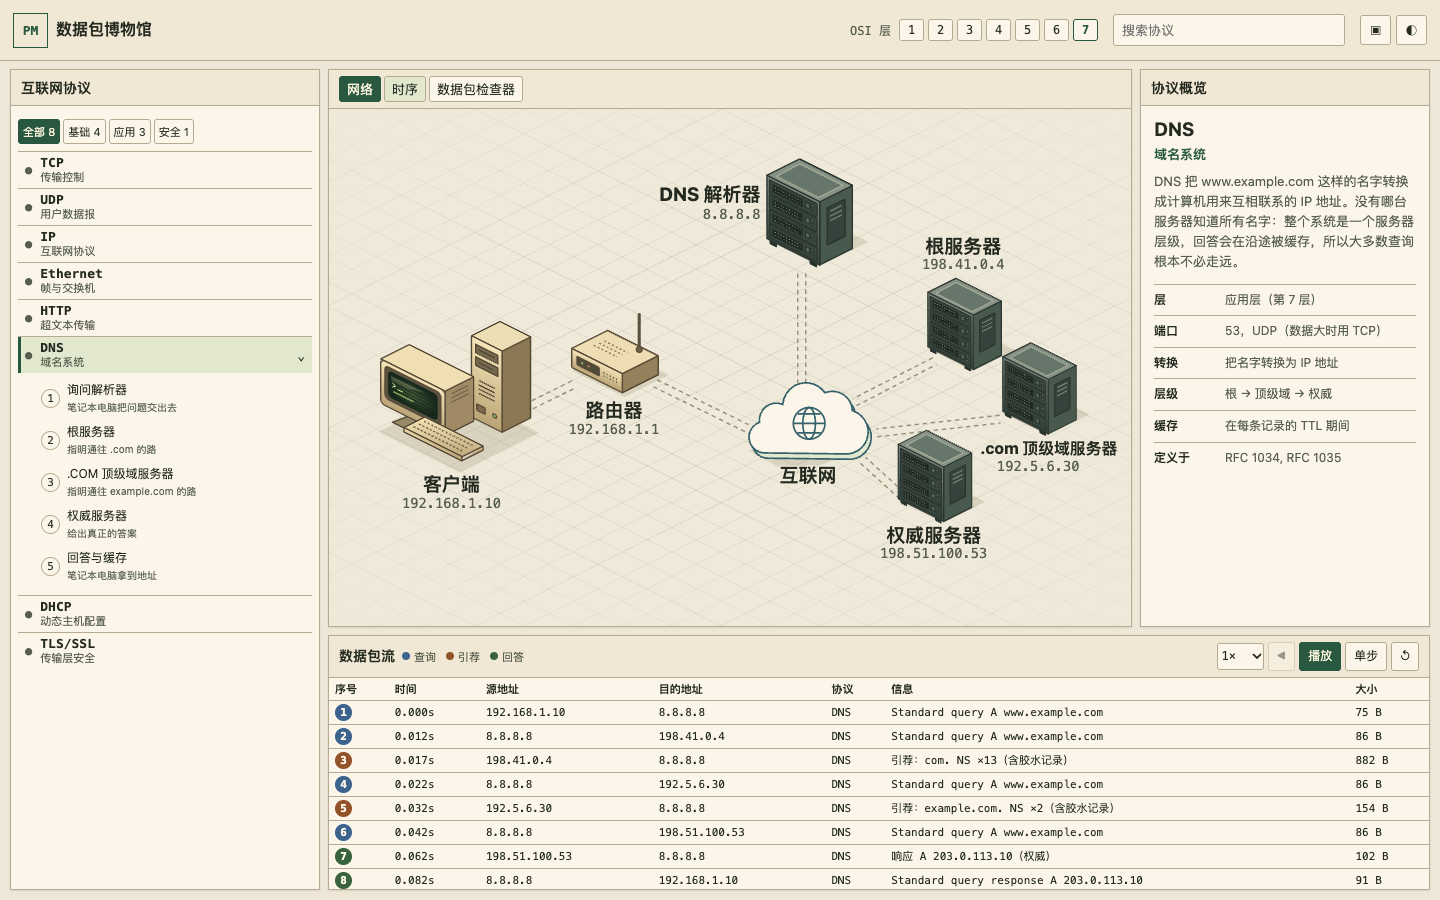 PM 数据包博物馆
OSI 层 1 2 3 4 5 6 7
搜索协议
互联网协议
全部 8 基础 4 应用 3 安全 1
TCP
传输控制
UDP
用户数据报
IP
互联网协议
Ethernet
帧与交换机
HTTP
超文本传输
DNS
域名系统
1 询问解析器
笔记本电脑把问题交出去
2 根服务器
指明通往 .com 的路
3 .COM 顶级域服务器
指明通往 example.com 的路
4 权威服务器
给出真正的答案
5 回答与缓存
笔记本电脑拿到地址
DHCP
动态主机配置
TLS/SSL
传输层安全
网络 时序 数据包检查器
DNS 解析器
8.8.8.8
根服务器
198.41.0.4
路由器
192.168.1.1
.com 顶级域服务器
192.5.6.30
互联网
客户端
192.168.1.10
权威服务器
198.51.100.53
协议概览
DNS
域名系统
DNS 把 www.example.com 这样的名字转换
成计算机用来互相联系的 IP 地址。没有哪台
服务器知道所有名字：整个系统是一个服务器
层级，回答会在沿途被缓存，所以大多数查询
根本不必走远。
层 应用层（第 7 层）
端口 53，UDP（数据大时用 TCP）
转换 把名字转换为 IP 地址
层级 根 → 顶级域 → 权威
缓存 在每条记录的 TTL 期间
定义于 RFC 1034, RFC 1035
数据包流 查询 引荐 回答
1× 播放 单步
序号 时间 源地址 目的地址 协议 信息 大小
1 0.000s 192.168.1.10 8.8.8.8 DNS Standard query A www.example.com 75 B
2 0.012s 8.8.8.8 198.41.0.4 DNS Standard query A www.example.com 86 B
3 0.017s 198.41.0.4 8.8.8.8 DNS 引荐：com. NS ×13（含胶水记录） 882 B
4 0.022s 8.8.8.8 192.5.6.30 DNS Standard query A www.example.com 86 B
5 0.032s 192.5.6.30 8.8.8.8 DNS 引荐：example.com. NS ×2（含胶水记录） 154 B
6 0.042s 8.8.8.8 198.51.100.53 DNS Standard query A www.example.com 86 B
7 0.062s 198.51.100.53 8.8.8.8 DNS 响应 A 203.0.113.10（权威） 102 B
8 0.082s 8.8.8.8 192.168.1.10 DNS Standard query response A 203.0.113.10 91 B